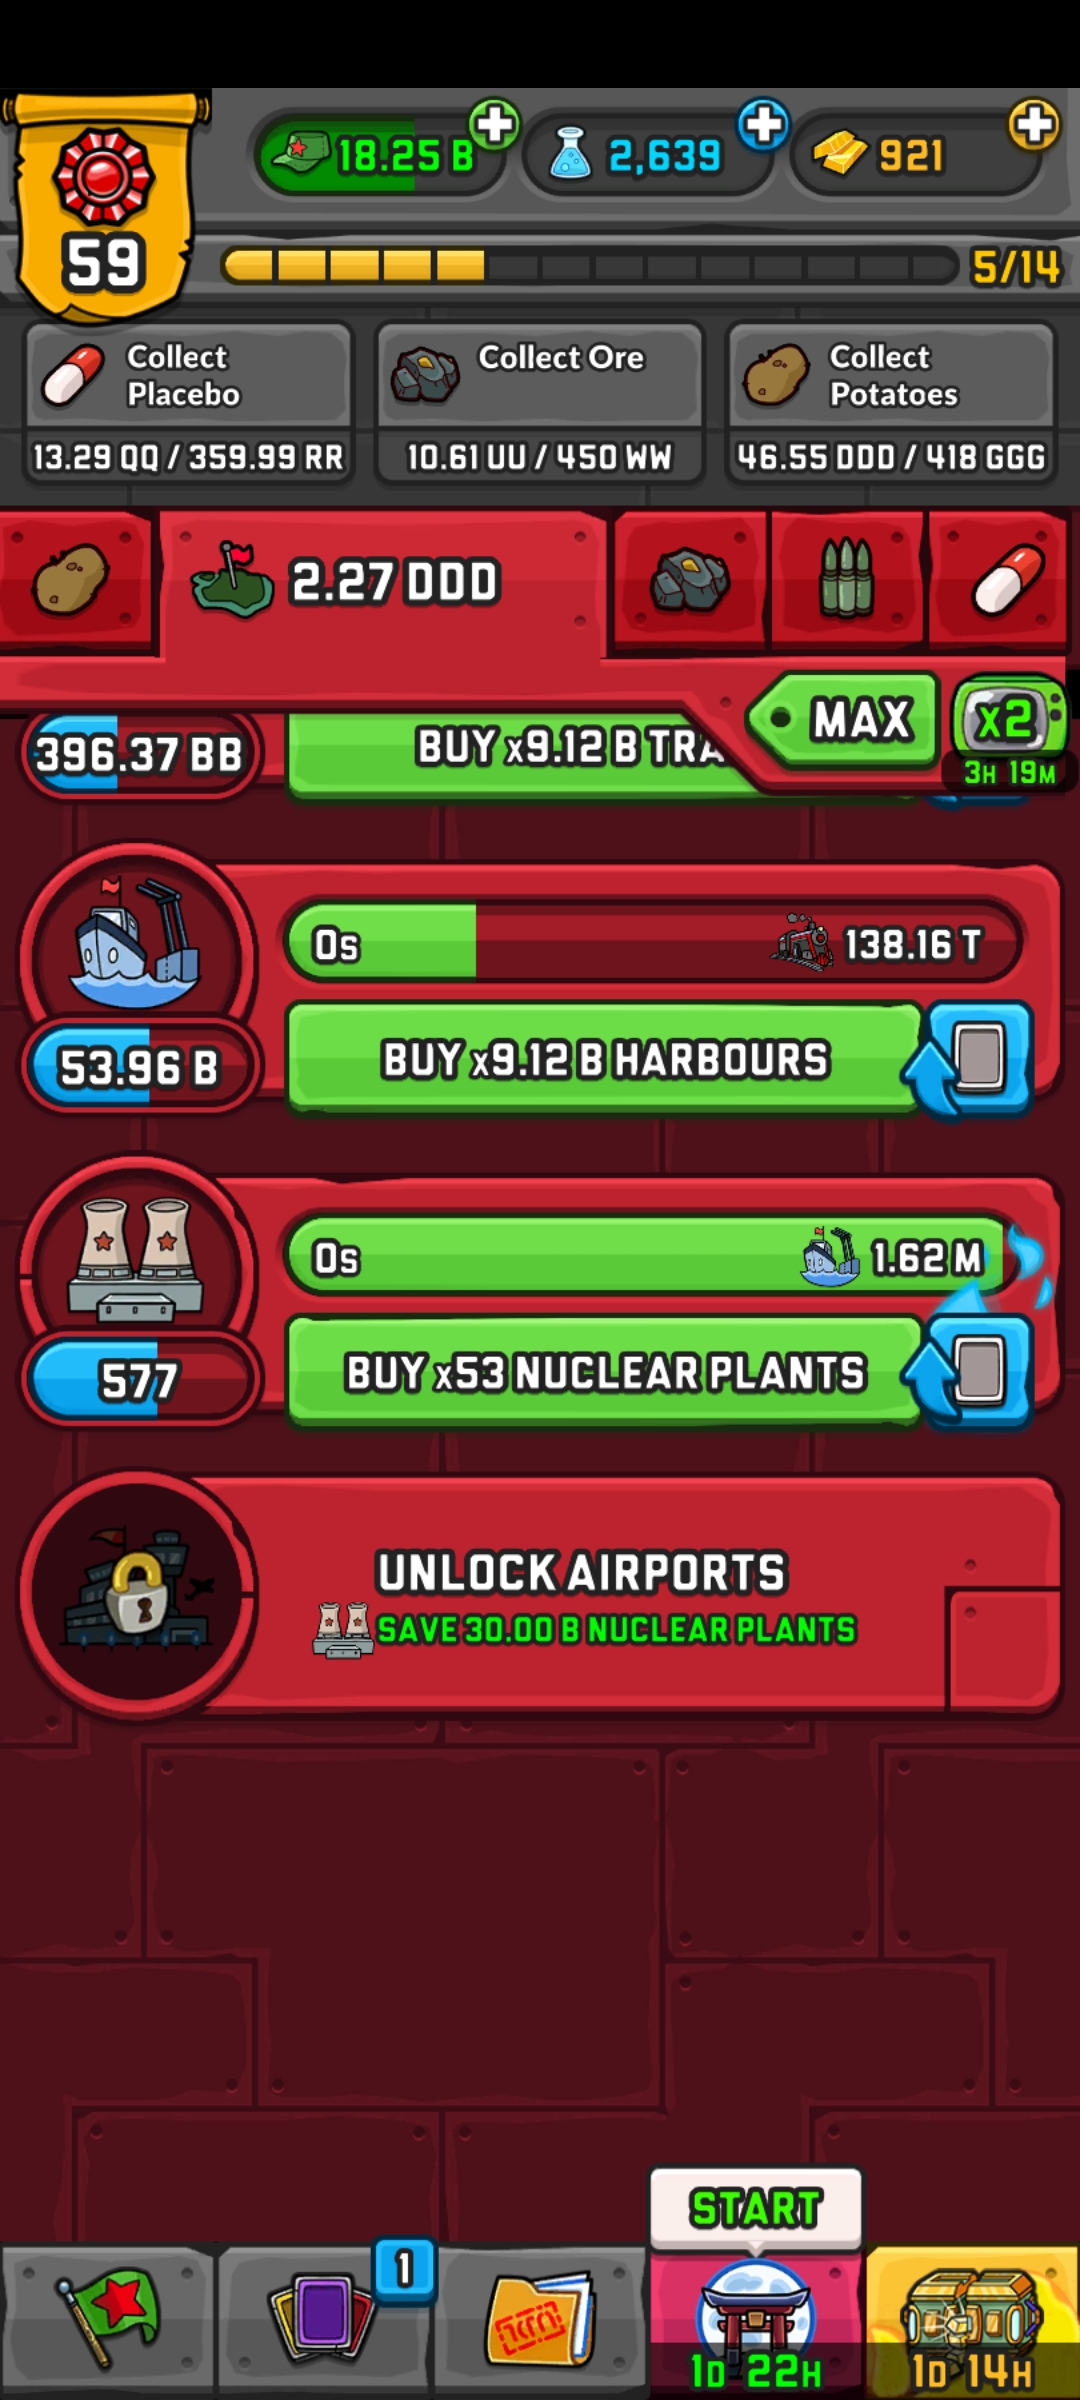 18.25 B
2,639
921
59
5/14
Collect
Placebo
13.29 QQ / 359.99 RR
Collect Ore
10.61 UU / 450 WW
Collect
Potatoes
46.55 DDD / 418 GGG
2.27 DDD
MAX
x2
3H 19M
396.37 BB
BUY x9.12 B TRA
0s
138.16 T
53.96 B
BUY x9.12 B HARBOURS
0s
1.62 M
577
BUY x53 NUCLEAR PLANTS
UNLOCK AIRPORTS
SAVE 30.00 B NUCLEAR PLANTS
START
1
1D 22H
1D 14H